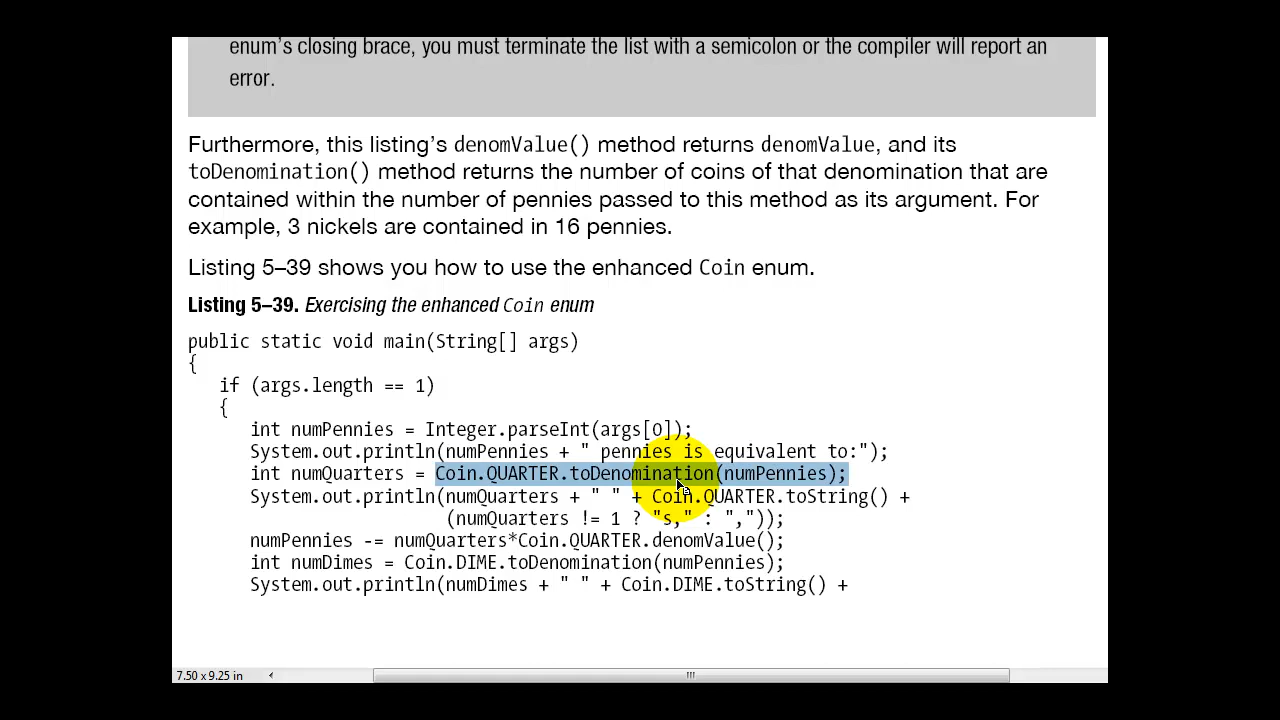 enum's closing brace, you must terminate the list with a semicolon or the compiler will report an
error.
Furthermore, this listing's denomValue() method returns denomValue, and its
toDenomination() method returns the number of coins of that denomination that are
contained within the number of pennies passed to this method as its argument. For
example, 3 nickels are contained in 16 pennies.
Listing 5–39 shows you how to use the enhanced Coin enum.
Listing 5–39. Exercising the enhanced Coin enum
public static void main(String[] args)
{
if (args.length == 1)
{
int numPennies = Integer.parseInt(args[0]);
System.out.println(numPennies + " pennies is equivalent to:");
int numQuarters = Coin.QUARTER.toDenomination(numPennies);
System.out.println(numQuarters + " " + Coin.QUARTER.toString() +
(numQuarters != 1 ? "s," : ","));
numPennies -= numQuarters*Coin.QUARTER.denomValue();
int numDimes = Coin.DIME.toDenomination(numPennies);
System.out.println(numDimes + " " + Coin.DIME.toString() +
7.50 x 9.25 in